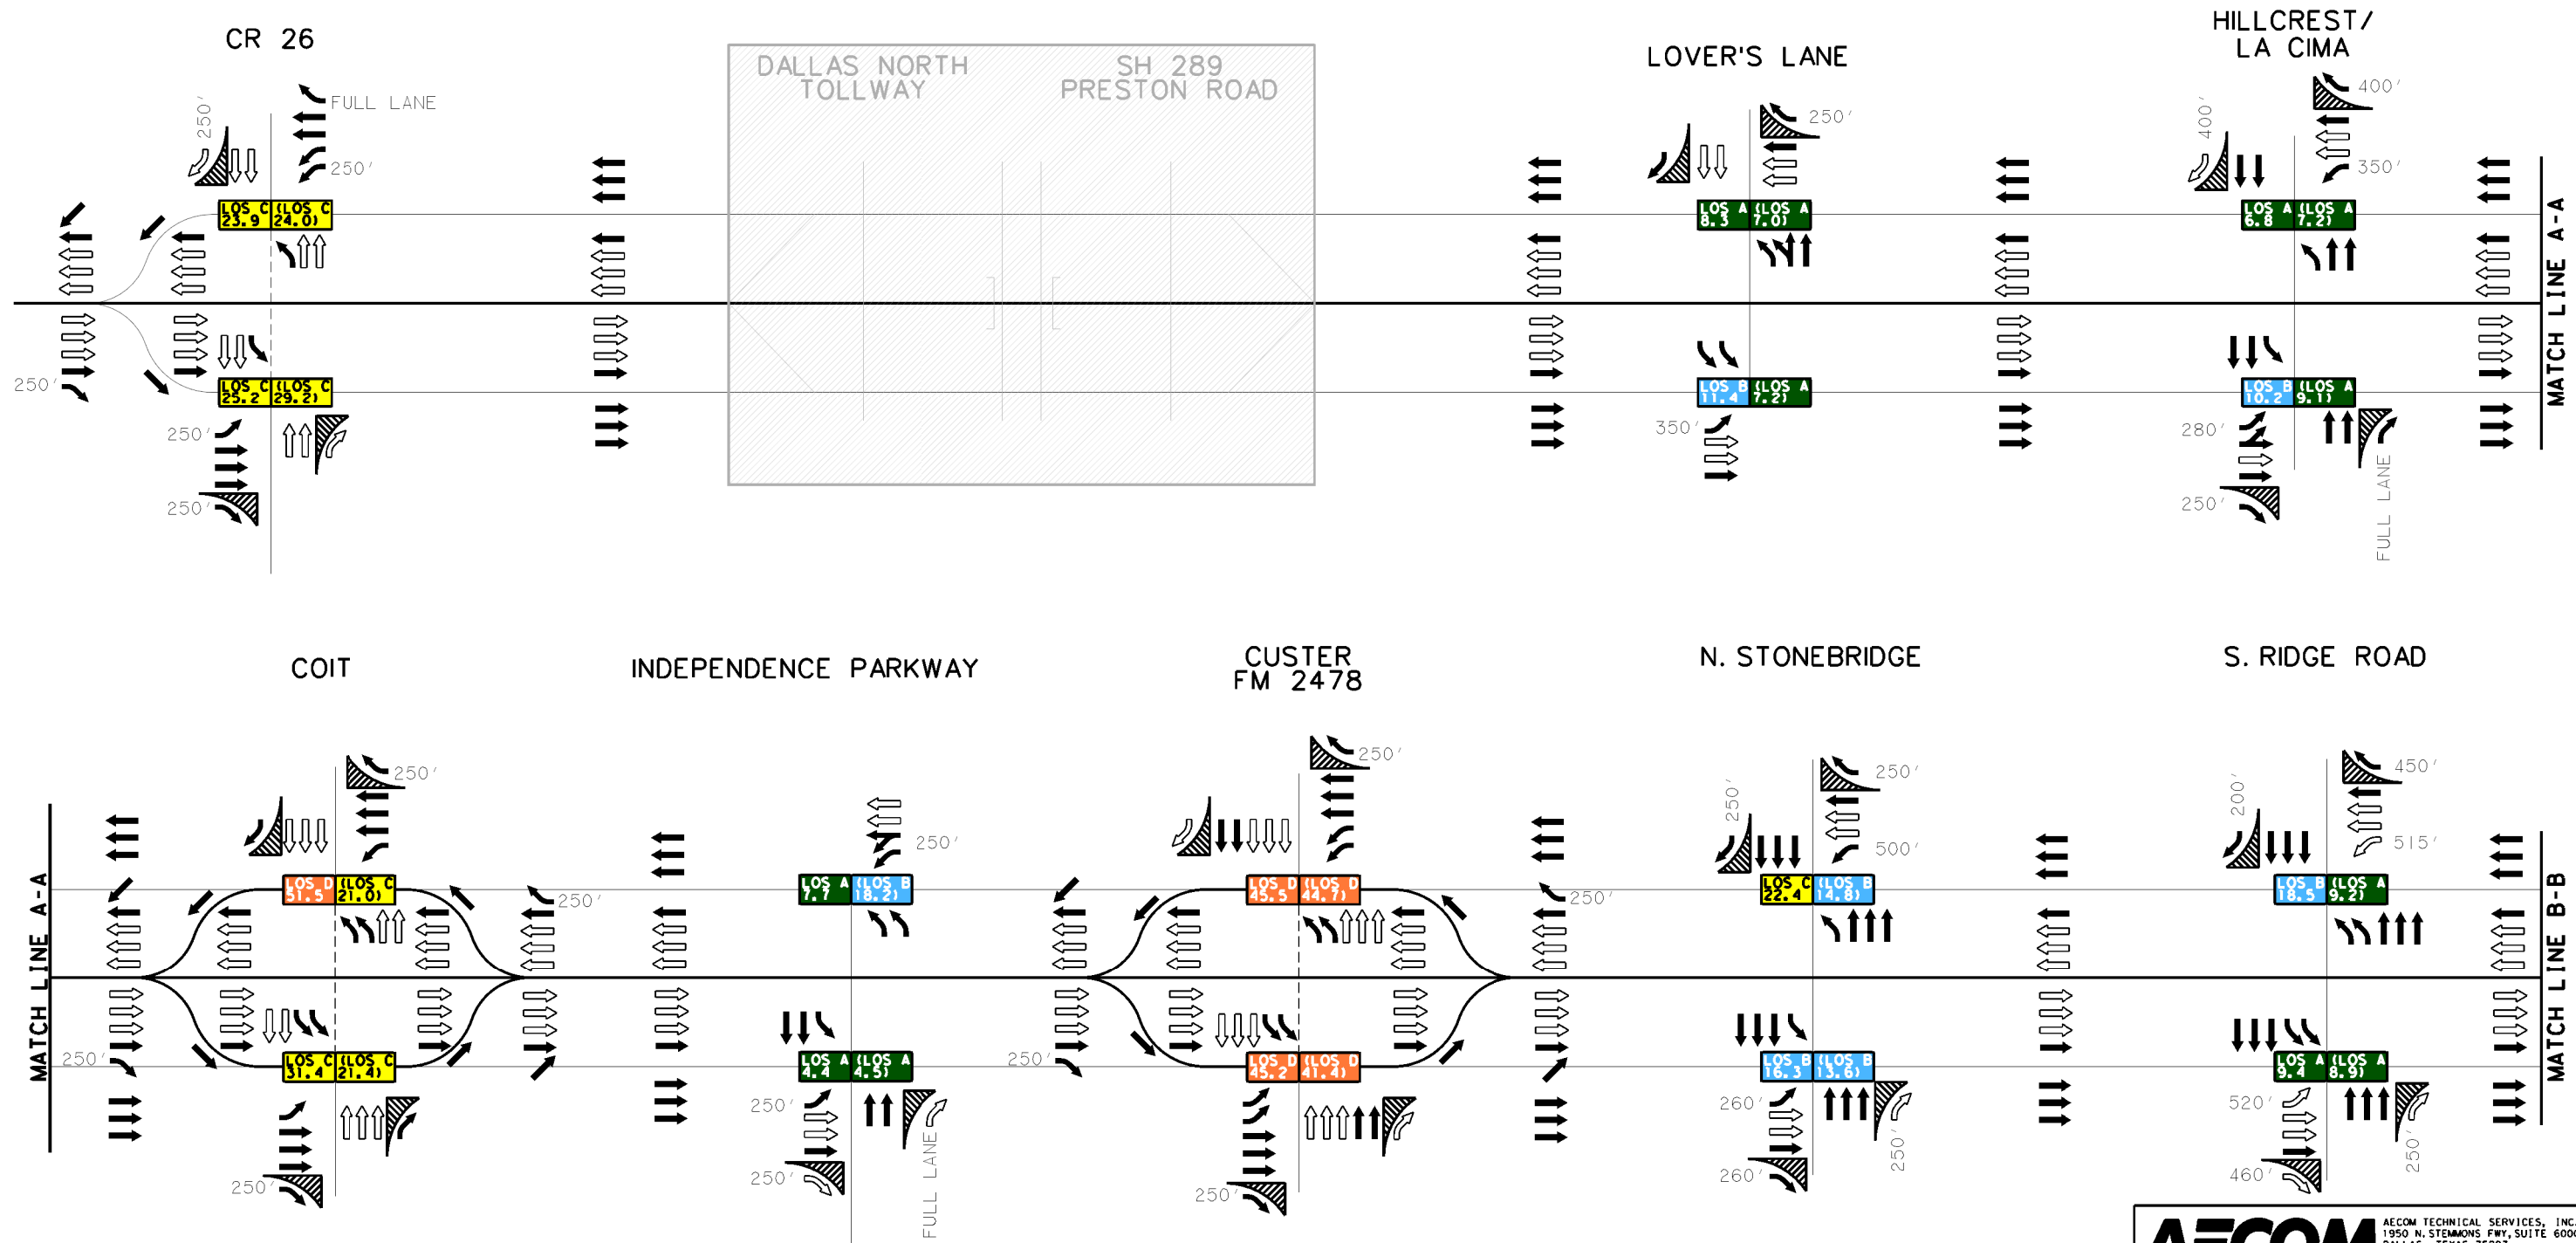 CR 26
DALLAS NORTH
TOLLWAY
SH 289
PRESTON ROAD
LOVER'S LANE
HILLCREST/
LA CIMA
250'
FULL LANE
250'
250'
400'
400'
350'
LOS C
23.9
(LOS C
24.0)
LOS A
8.3
(LOS A
7.0)
LOS A
6.8
(LOS A
7.2)
MATCH LINE A-A
250'
LOS C
25.2
(LOS C
29.2)
LOS B
11.4
(LOS A
7.2)
LOS B
10.2
(LOS A
9.1)
250'
250'
350'
280'
250'
FULL LANE
COIT
INDEPENDENCE PARKWAY
CUSTER
FM 2478
N. STONEBRIDGE
S. RIDGE ROAD
250'
250'
250'
250'
250'
500'
200'
450'
515'
MATCH LINE A-A
LOS D
51.5
(LOS C
21.0)
250'
LOS A
7.7
(LOS B
18.2)
LOS D
45.5
(LOS D
44.7)
250'
LOS C
22.4
(LOS B
14.8)
LOS B
18.5
(LOS A
9.2)
MATCH LINE B-B
250'
LOS C
31.4
(LOS C
21.4)
LOS A
4.4
(LOS A
4.5)
250'
LOS D
45.2
(LOS D
41.4)
LOS B
16.3
(LOS B
13.6)
LOS A
9.4
(LOS A
8.9)
250'
250'
250'
FULL LANE
250'
260'
260'
250'
520'
460'
250'
AECOM
AECOM TECHNICAL SERVICES, INC.
1950 N. STEMMONS FWY, SUITE 6000